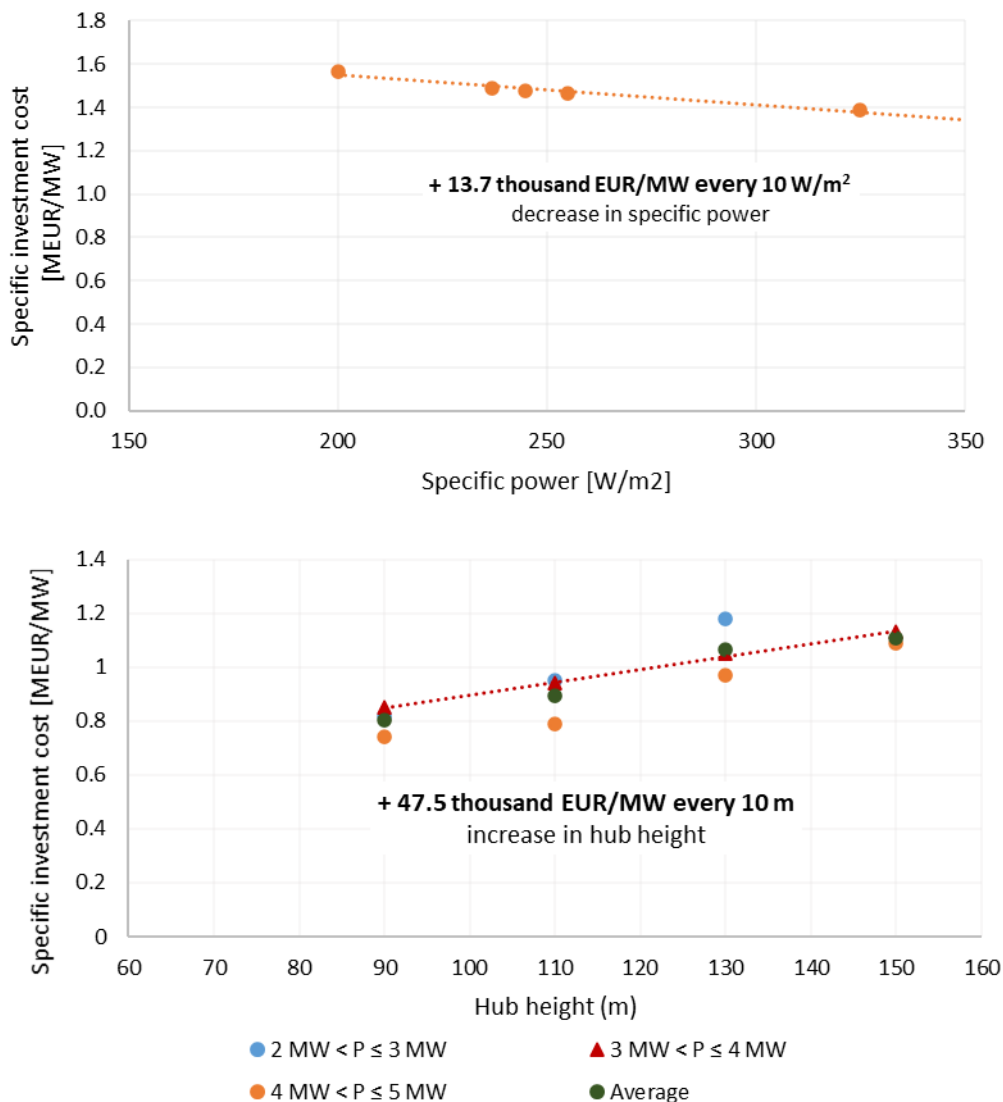 Specific investment cost
[MEUR/MW]
1.8
1.6
1.4
1.2
1.0
0.8
0.6
0.4
0.2
0.0
+ 13.7 thousand EUR/MW every 10 W/m²
decrease in specific power
150 200 250 300 350
Specific power [W/m2]
Specific investment cost [MEUR/MW]
1.4
1.2
1
0.8
0.6
0.4
0.2
0
+ 47.5 thousand EUR/MW every 10 m
increase in hub height
60 70 80 90 100 110 120 130 140 150 160
Hub height (m)
2 MW < P ≤ 3 MW 3 MW < P ≤ 4 MW
4 MW < P ≤ 5 MW Average